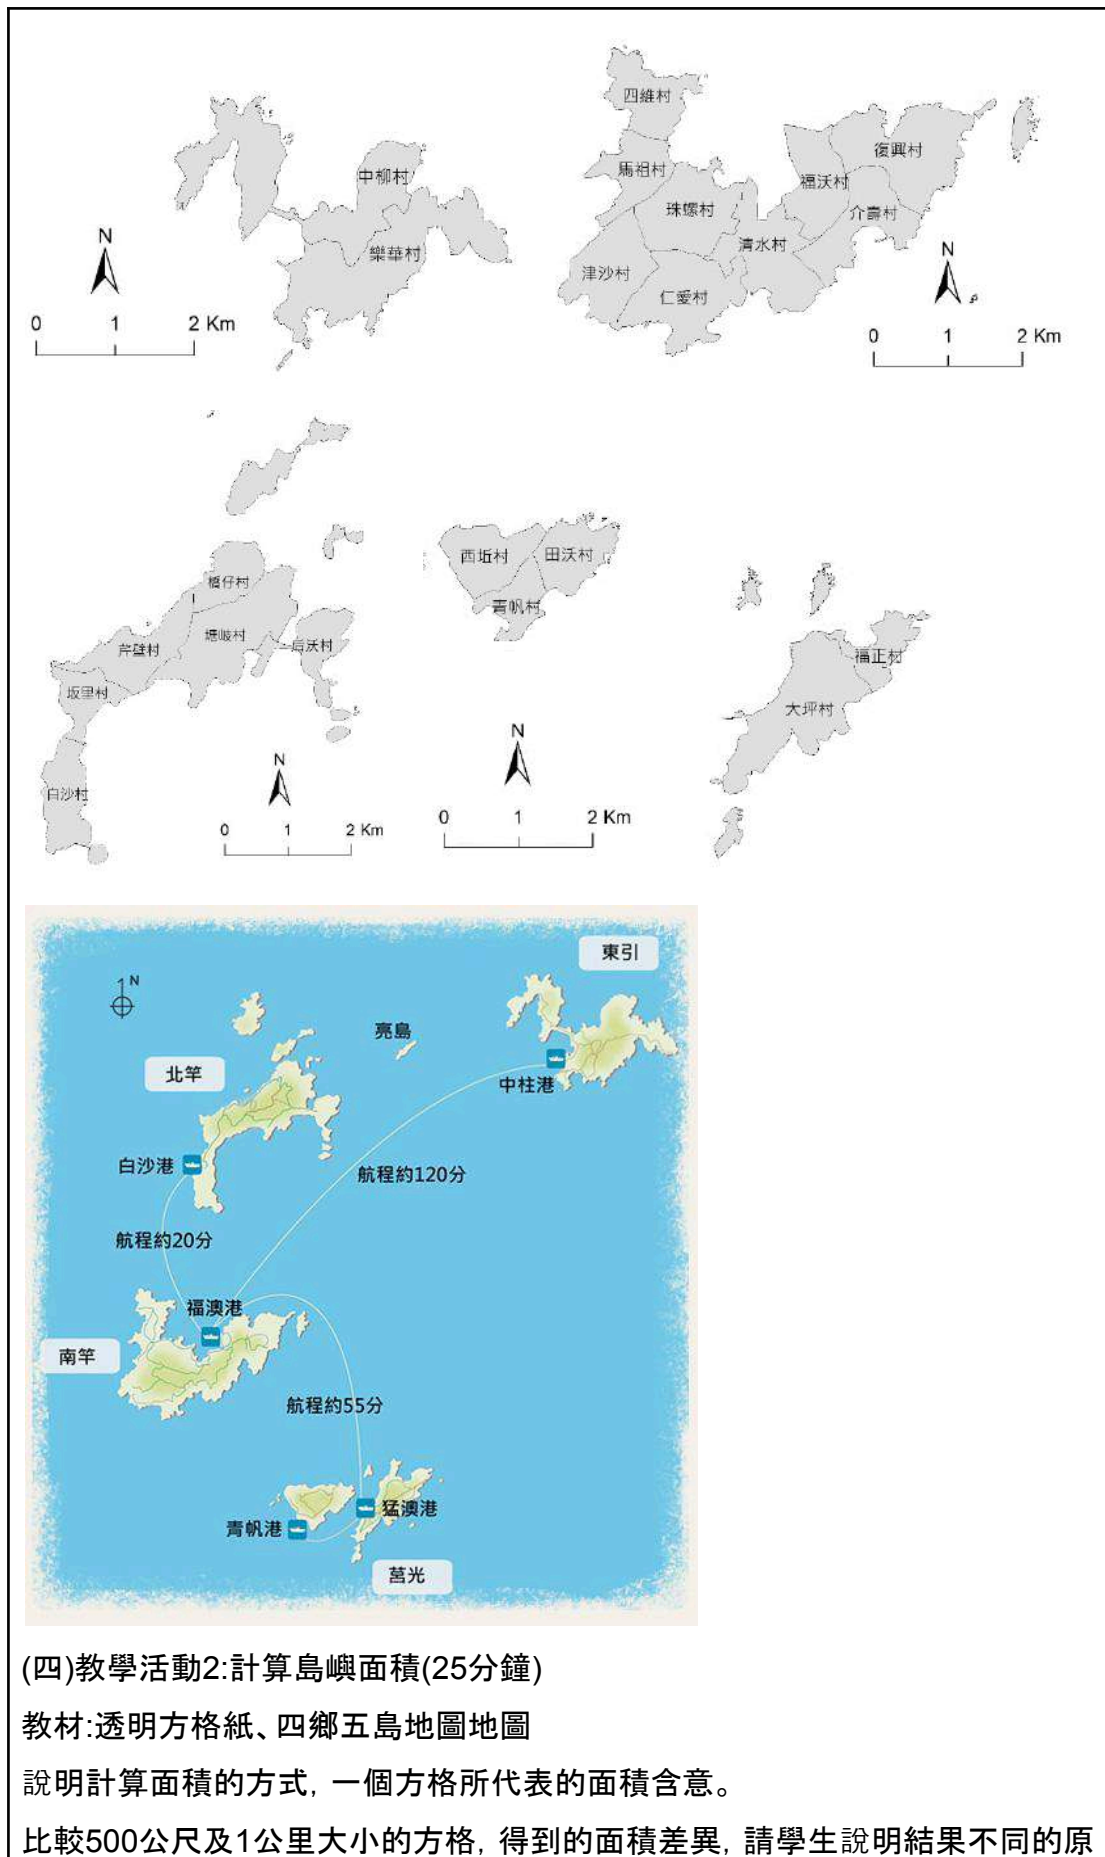 四維村
復興村
馬祖村
中柳村
福沃村
珠螺村
介壽村
清水村
樂華村
津沙村
仁愛村
N
0 1 2 Km
N
0 1 2 Km
西坵村
田沃村
橋仔村
青帆村
塘岐村
后沃村
芹壁村
福正村
坂里村
大坪村
白沙村
N
0 1 2 Km
N
0 1 2 Km
東引
N
亮島
北竿
中柱港
白沙港
航程約120分
航程約20分
福澳港
南竿
航程約55分
猛澳港
青帆港
莒光
(四)教學活動2:計算島嶼面積(25分鐘)
教材:透明方格紙、四鄉五島地圖地圖
說明計算面積的方式, 一個方格所代表的面積含意。
比較500公尺及1公里大小的方格, 得到的面積差異, 請學生說明結果不同的原